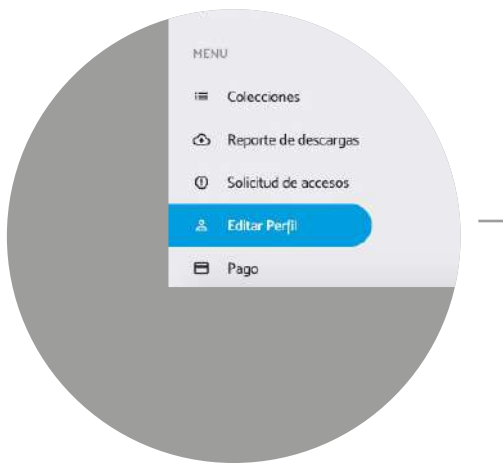 MENU
Colecciones
Reporte de descargas
Solicitud de accesos
Editar Perfil
Pago